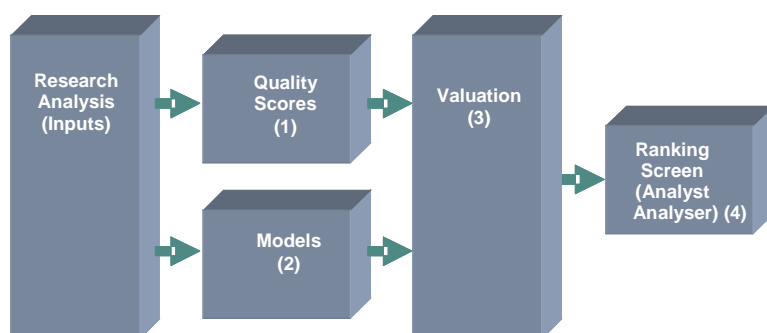 Research
Analysis
(Inputs)
Quality
Scores
(1)
Models
(2)
Valuation
(3)
Ranking
Screen
(Analyst
Analyser) (4)